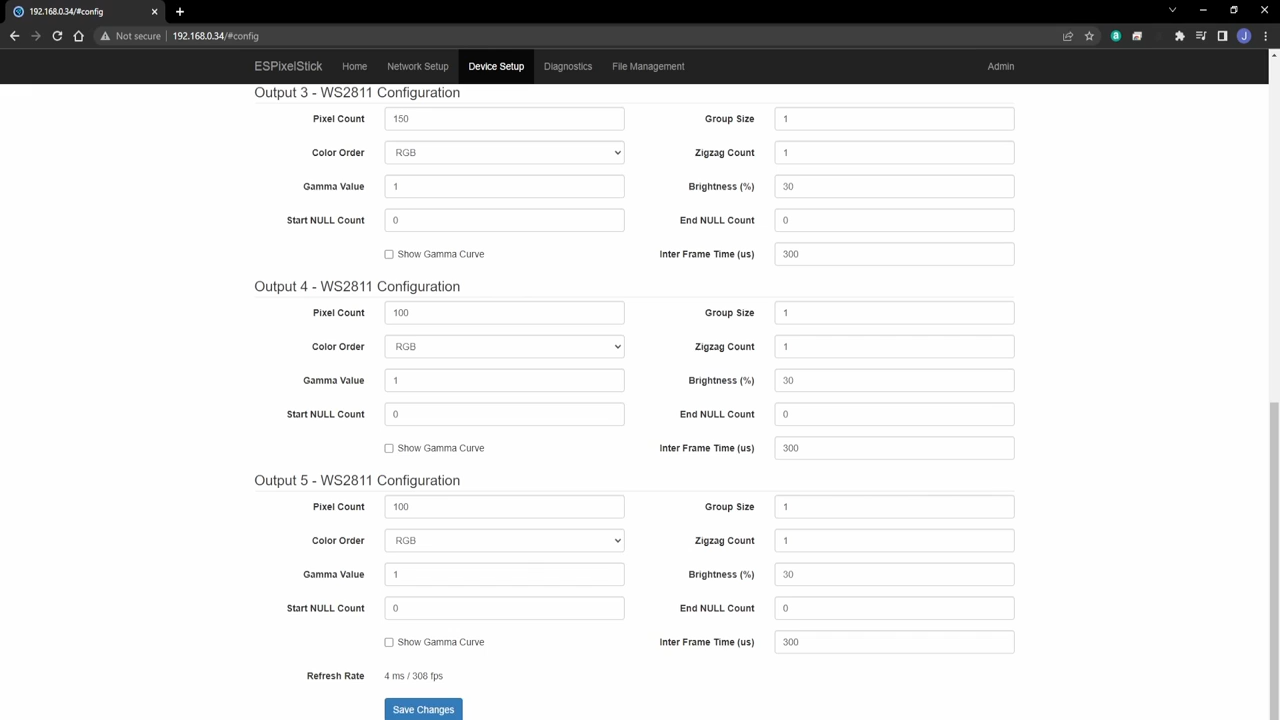 192.168.0.34/#config
Not secure 192.168.0.34/#config J
ESPixelStick Home Network Setup Device Setup Diagnostics File Management Admin
Output 3 - WS2811 Configuration
Pixel Count 150 Group Size 1
Color Order RGB Zigzag Count 1
Gamma Value 1 Brightness (%) 30
Start NULL Count 0 End NULL Count 0
Show Gamma Curve Inter Frame Time (us) 300
Output 4 - WS2811 Configuration
Pixel Count 100 Group Size 1
Color Order RGB Zigzag Count 1
Gamma Value 1 Brightness (%) 30
Start NULL Count 0 End NULL Count 0
Show Gamma Curve Inter Frame Time (us) 300
Output 5 - WS2811 Configuration
Pixel Count 100 Group Size 1
Color Order RGB Zigzag Count 1
Gamma Value 1 Brightness (%) 30
Start NULL Count 0 End NULL Count 0
Show Gamma Curve Inter Frame Time (us) 300
Refresh Rate 4 ms / 308 fps
Save Changes